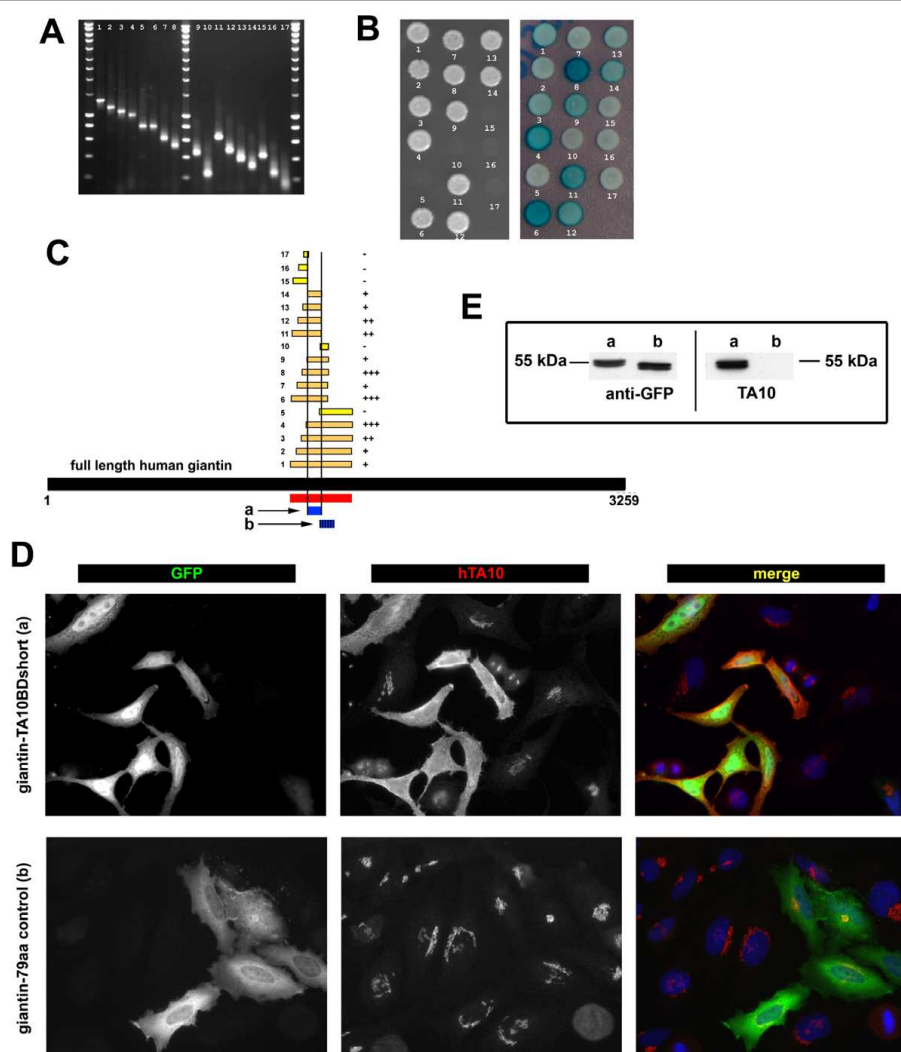 A
1 2 3 4 5 6 7 8 9 10 11 12 13 14 15 16 17
B
1 7 13
2 8 14
3 9 15
4 10 16
5 11 17
6 12
1 7 13
2 8 14
3 9 15
4 10 16
5 11 17
6 12
C
17 -
16 -
15 -
14 +
13 +
12 ++
11 ++
10 -
9 +
8 +++
7 +
6 +++
5 -
4 +++
3 ++
2 +
1 +
full length human giantin
1 3259
a
b
E
a b a b
55 kDa 55 kDa
anti-GFP TA10
D
GFP hTA10 merge
giantin-TA10BDshort (a)
giantin-79aa control (b)